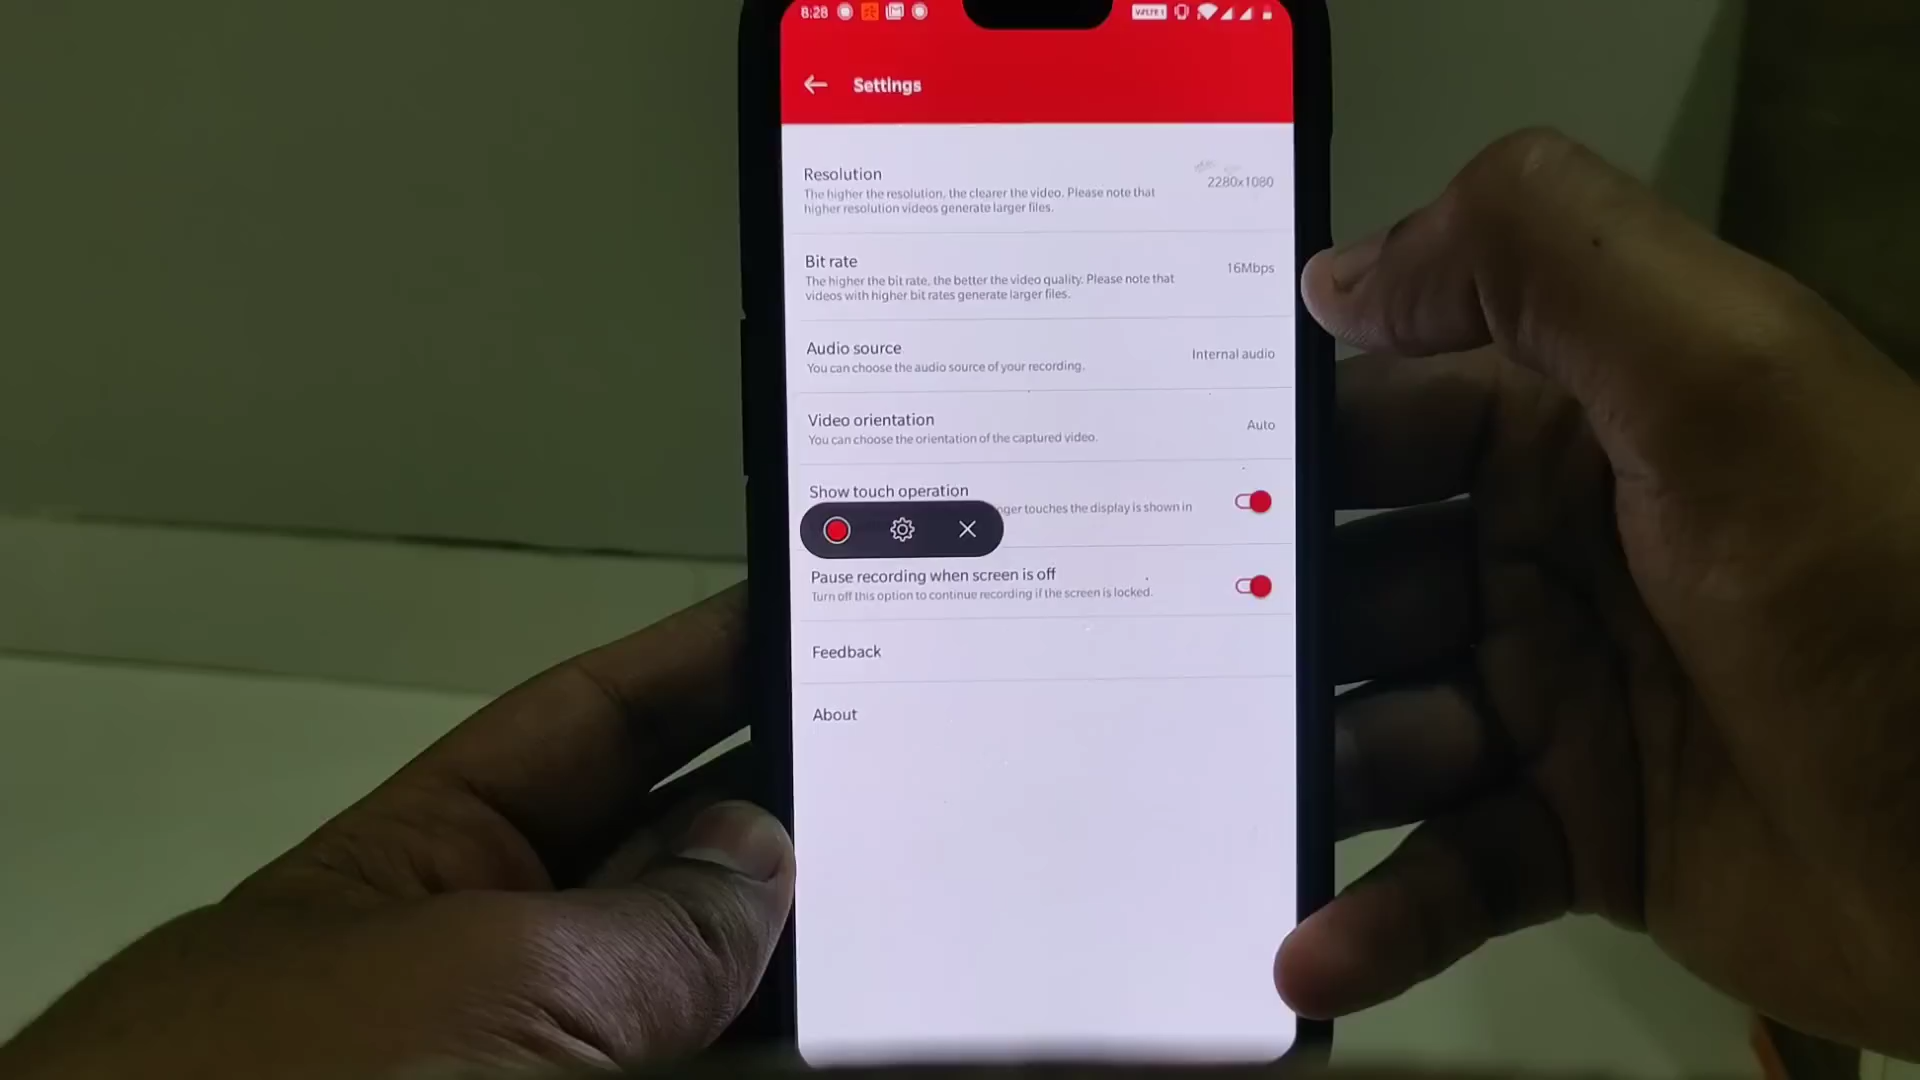 8:28
VoLTE 1
Settings
Resolution
The higher the resolution, the clearer the video. Please note that
higher resolution videos generate larger files.
2280x1080
Bit rate
The higher the bit rate, the better the video quality. Please note that
videos with higher bit rates generate larger files.
16Mbps
Audio source
You can choose the audio source of your recording.
Internal audio
Video orientation
You can choose the orientation of the captured video.
Auto
Show touch operation
nger touches the display is shown in
Pause recording when screen is off
Turn off this option to continue recording if the screen is locked.
Feedback
About